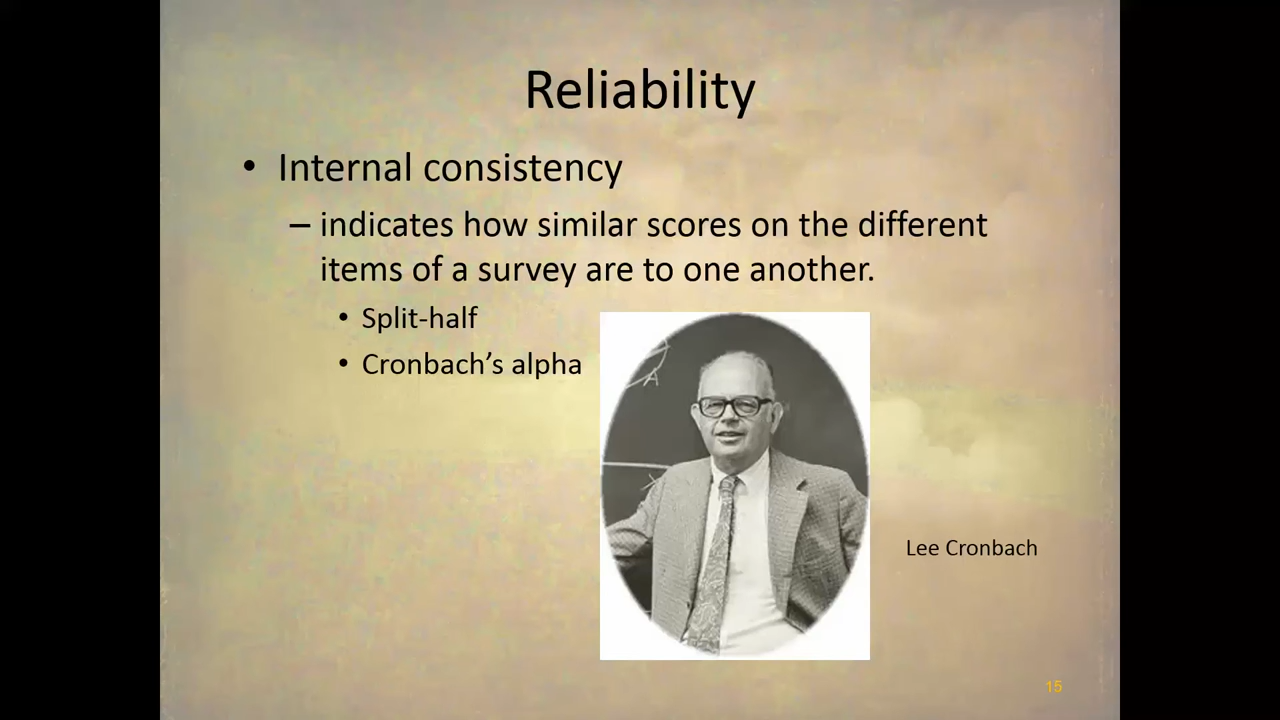 Reliability
• Internal consistency
– indicates how similar scores on the different
items of a survey are to one another.
• Split-half
• Cronbach’s alpha
Lee Cronbach
15